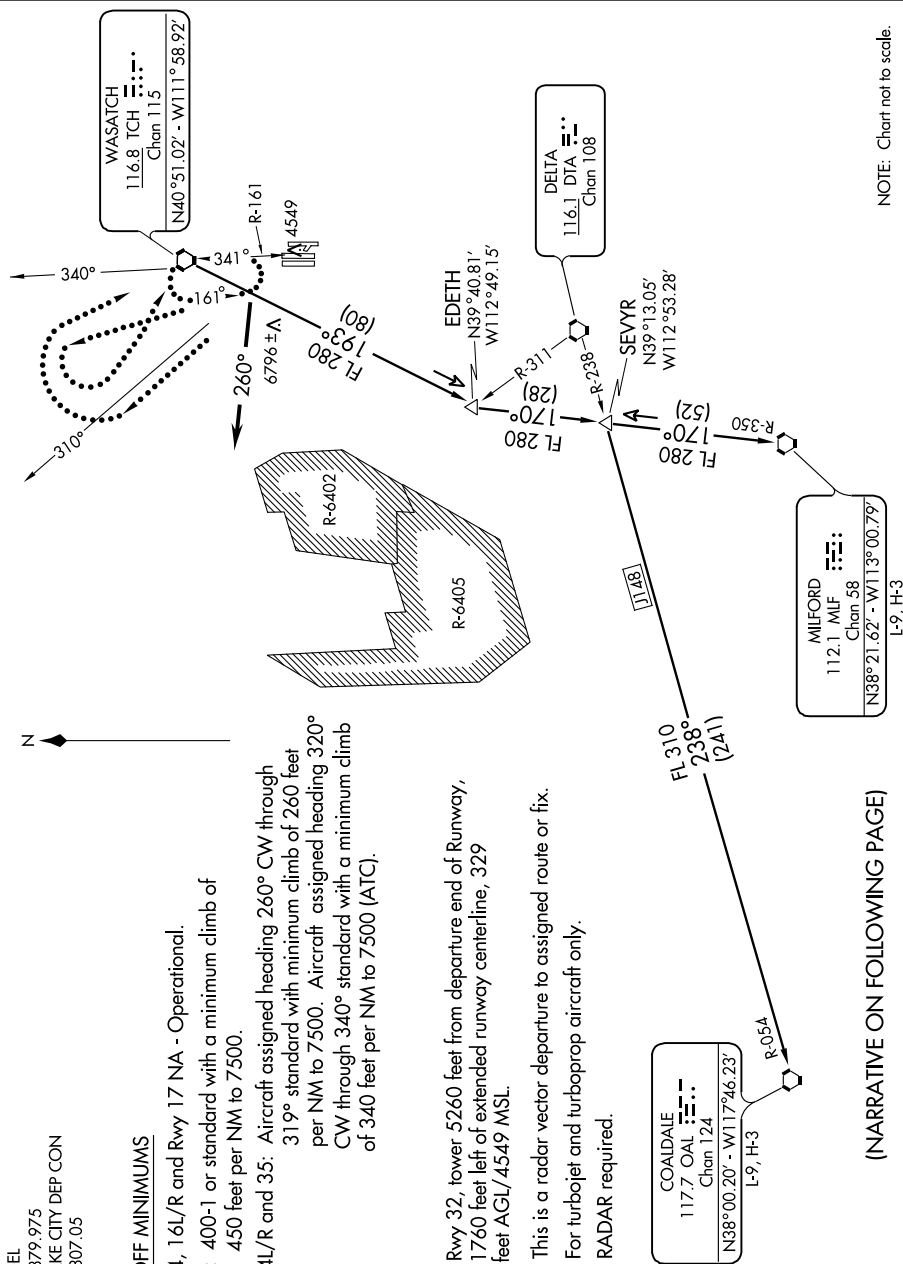 EL
379.975
KE CITY DEP CON
307.05
OFF MINIMUMS
4, 16L/R and Rwy 17 NA - Operational.
: 400-1 or standard with a minimum climb of
450 feet per NM to 7500.
4L/R and 35: Aircraft assigned heading 260° CW through
319° standard with minimum climb of 260 feet
per NM to 7500. Aircraft assigned heading 320°
CW through 340° standard with a minimum climb
of 340 feet per NM to 7500 (ATC).
Rwy 32, tower 5260 feet from departure end of Runway,
1760 feet left of extended runway centerline, 329
feet AGL/4549 MSL.
This is a radar vector departure to assigned route or fix.
For turbojet and turboprop aircraft only.
RADAR required.
N
310°
340°
WASATCH
116.8 TCH
Chan 115
N40°51.02' - W111°58.92'
341°
R-161
161°
4549
260°
6796 ±
FL 280
193°
(80)
R-6402
R-6405
EDETH
N39°40.81'
W112°49.15'
DELTA
116.1 DTA
Chan 108
R-311
R-238
FL 280
170°
(28)
SEVYR
N39°13.05'
W112°53.28'
FL 280
170°
(52)
R-350
MILFORD
112.1 MLF
Chan 58
N38°21.62' - W113°00.79'
L-9, H-3
J148
FL 310
238°
(241)
R-054
COALDALE
117.7 OAL
Chan 124
N38°00.20' - W117°46.23'
L-9, H-3
NOTE: Chart not to scale.
(NARRATIVE ON FOLLOWING PAGE)